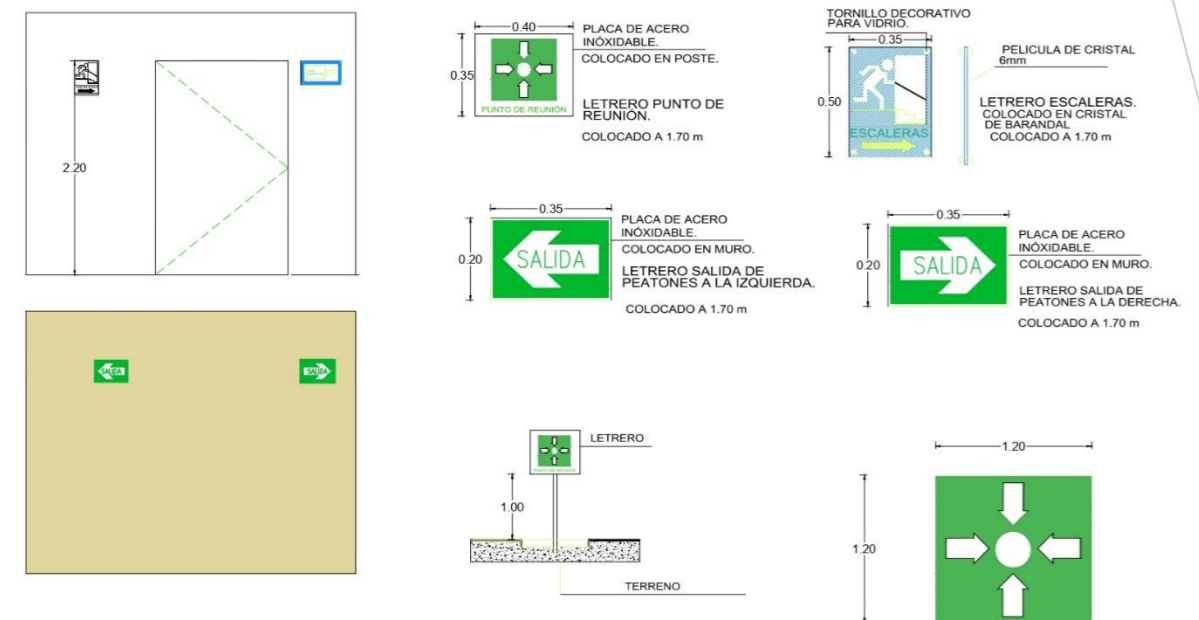 2.20
SALIDA
SALIDA
0.40
0.35
PUNTO DE REUNIÓN
PLACA DE ACERO
INÓXIDABLE.
COLOCADO EN POSTE.
LETRERO PUNTO DE
REUNIÓN.
COLOCADO A 1.70 m
TORNILLO DECORATIVO
PARA VIDRIO.
0.35
0.50
ESCALERAS
PELICULA DE CRISTAL
6mm
LETRERO ESCALERAS.
COLOCADO EN CRISTAL
DE BARANDAL
COLOCADO A 1.70 m
0.35
0.20
SALIDA
PLACA DE ACERO
INÓXIDABLE.
COLOCADO EN MURO.
LETRERO SALIDA DE
PEATONES A LA IZQUIERDA.
COLOCADO A 1.70 m
0.35
0.20
SALIDA
PLACA DE ACERO
INÓXIDABLE.
COLOCADO EN MURO.
LETRERO SALIDA DE
PEATONES A LA DERECHA.
COLOCADO A 1.70 m
LETRERO
PUNTO DE REUNIÓN
1.00
TERRENO
1.20
1.20